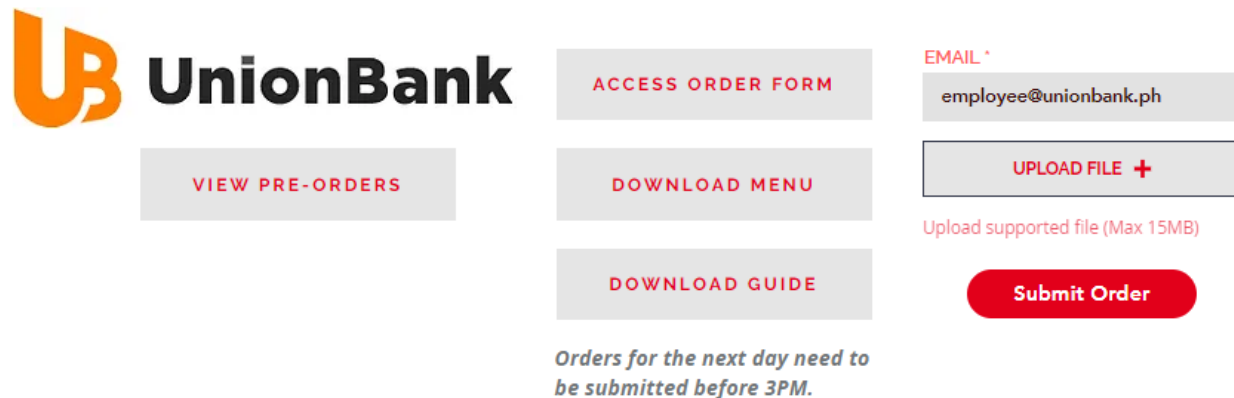 UB UnionBank
VIEW PRE-ORDERS
ACCESS ORDER FORM
DOWNLOAD MENU
DOWNLOAD GUIDE
Orders for the next day need to
be submitted before 3PM.
EMAIL *
employee@unionbank.ph
UPLOAD FILE +
Upload supported file (Max 15MB)
Submit Order